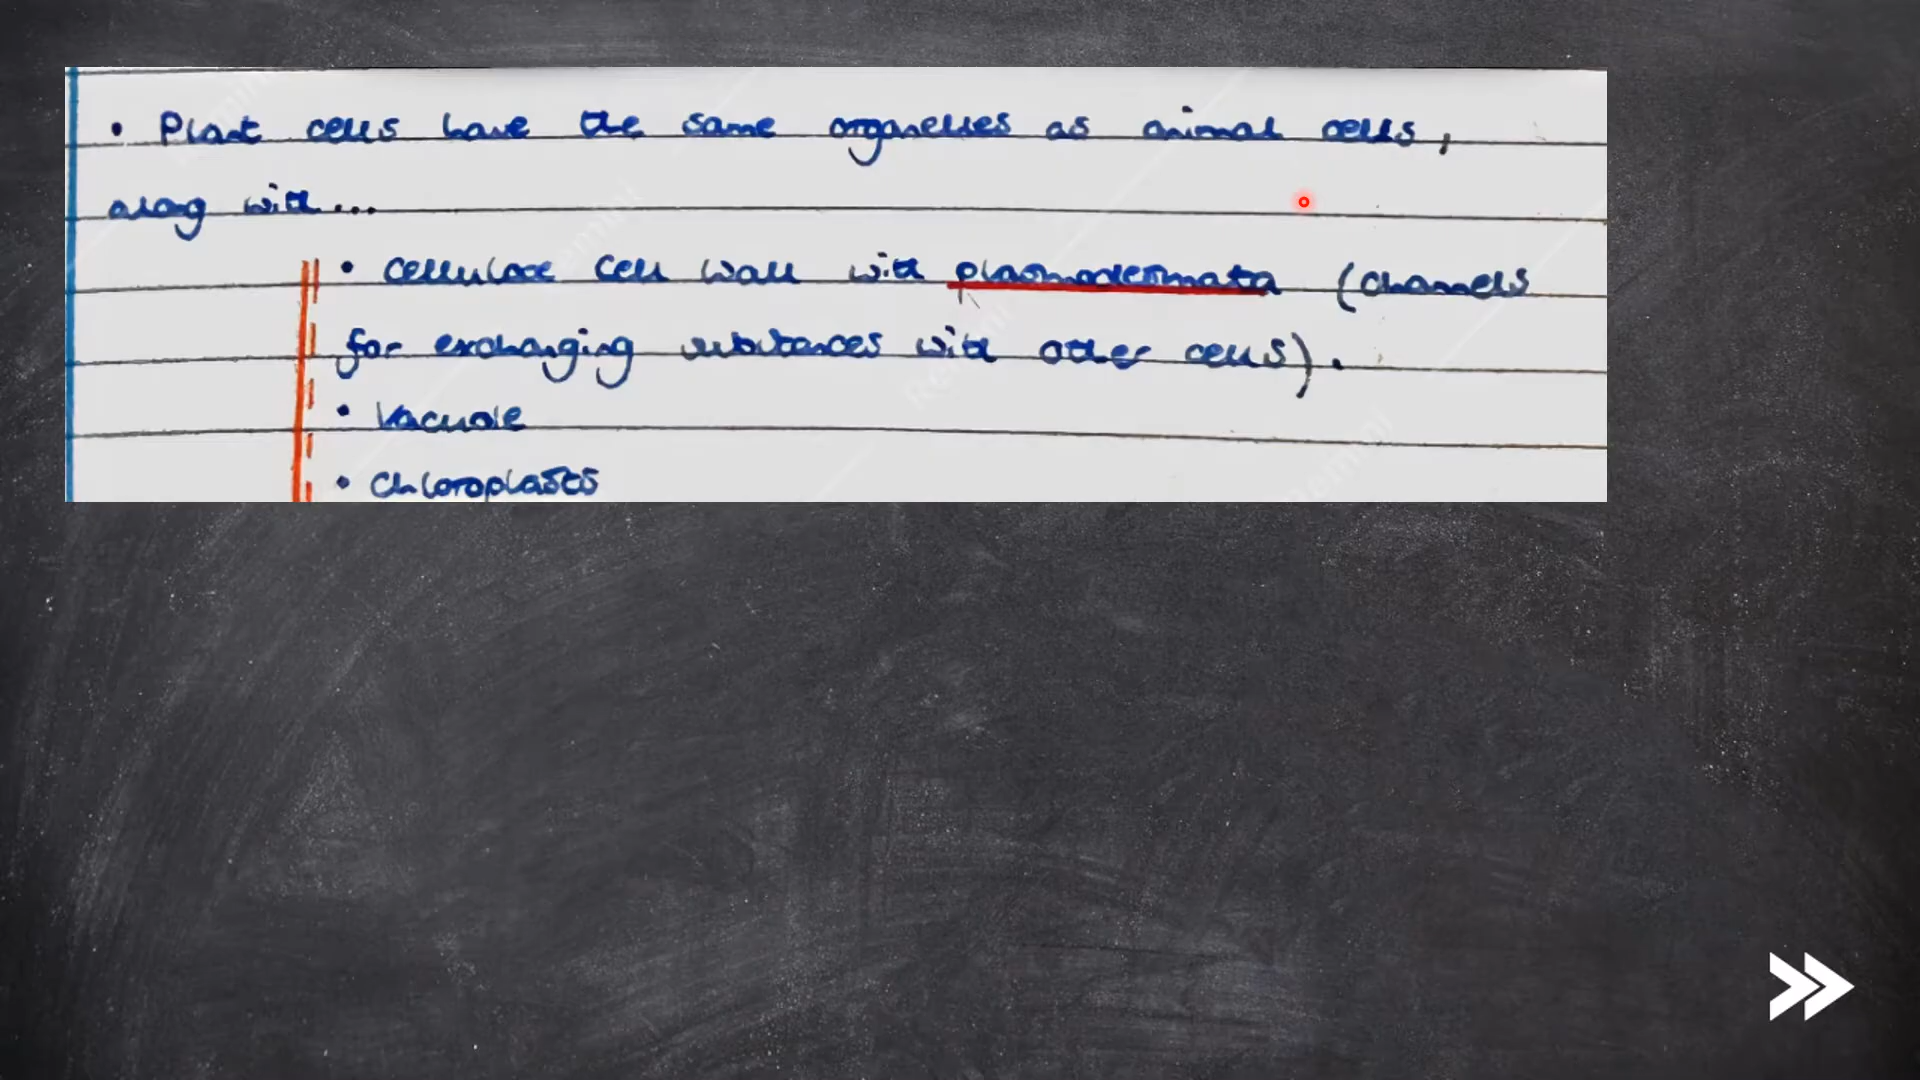 • Plant cells have the same organelles as animal cells,
along with...
• cellulose cell wall with plasmodesmata (channels
for exchanging substances with other cells).
• Vacuole
• Chloroplasts